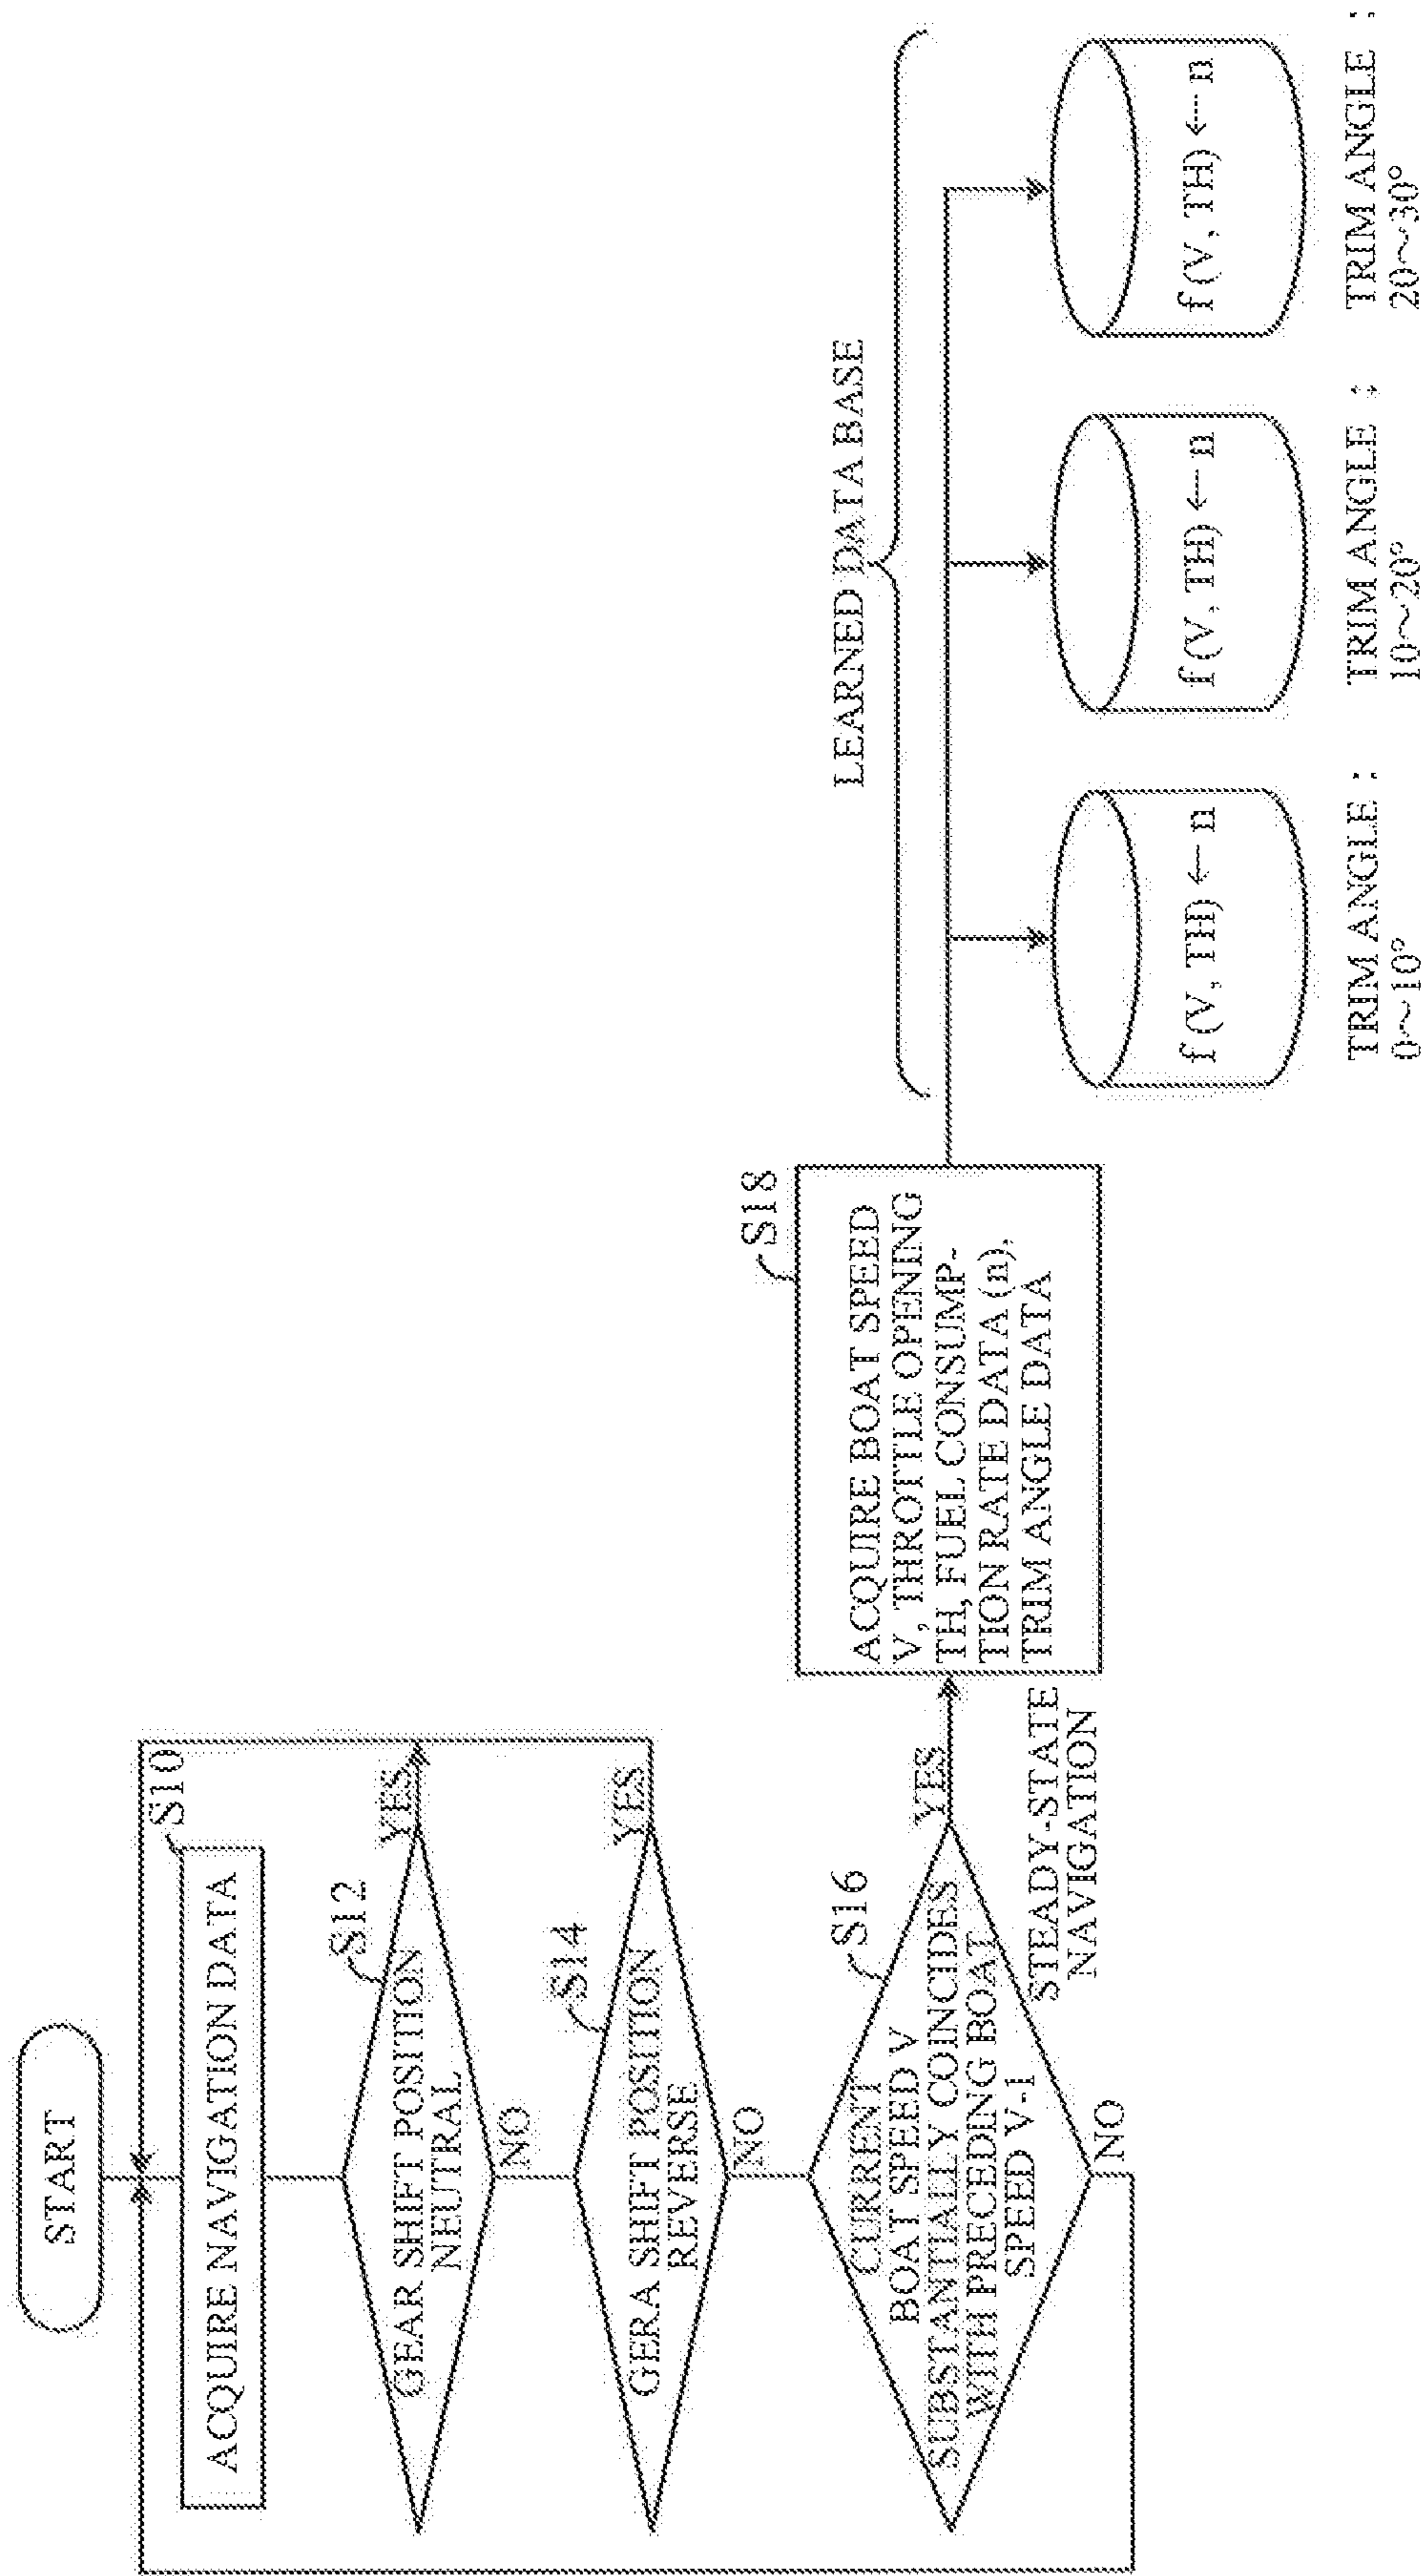 START
ACQUIRE NAVIGATION DATA
S10
GEAR SHIFT POSITION
NEUTRAL
S12
YES
NO
GERA SHIFT POSITION
REVERSE
S14
YES
NO
CURRENT
BOAT SPEED V
SUBSTANTIALLY COINCIDES
WITH PRECEDING BOAT
SPEED V-1
S16
YES
NO
STEADY-STATE
NAVIGATION
S18
ACQUIRE BOAT SPEED
V, THROTTLE OPENING
TH, FUEL CONSUMP-
TION RATE DATA (n),
TRIM ANGLE DATA
LEARNED DATA BASE
f (V, TH) ← n
f (V, TH) ← n
f (V, TH) ← n
TRIM ANGLE :
0~10°
TRIM ANGLE :
10~20°
TRIM ANGLE :
20~30°